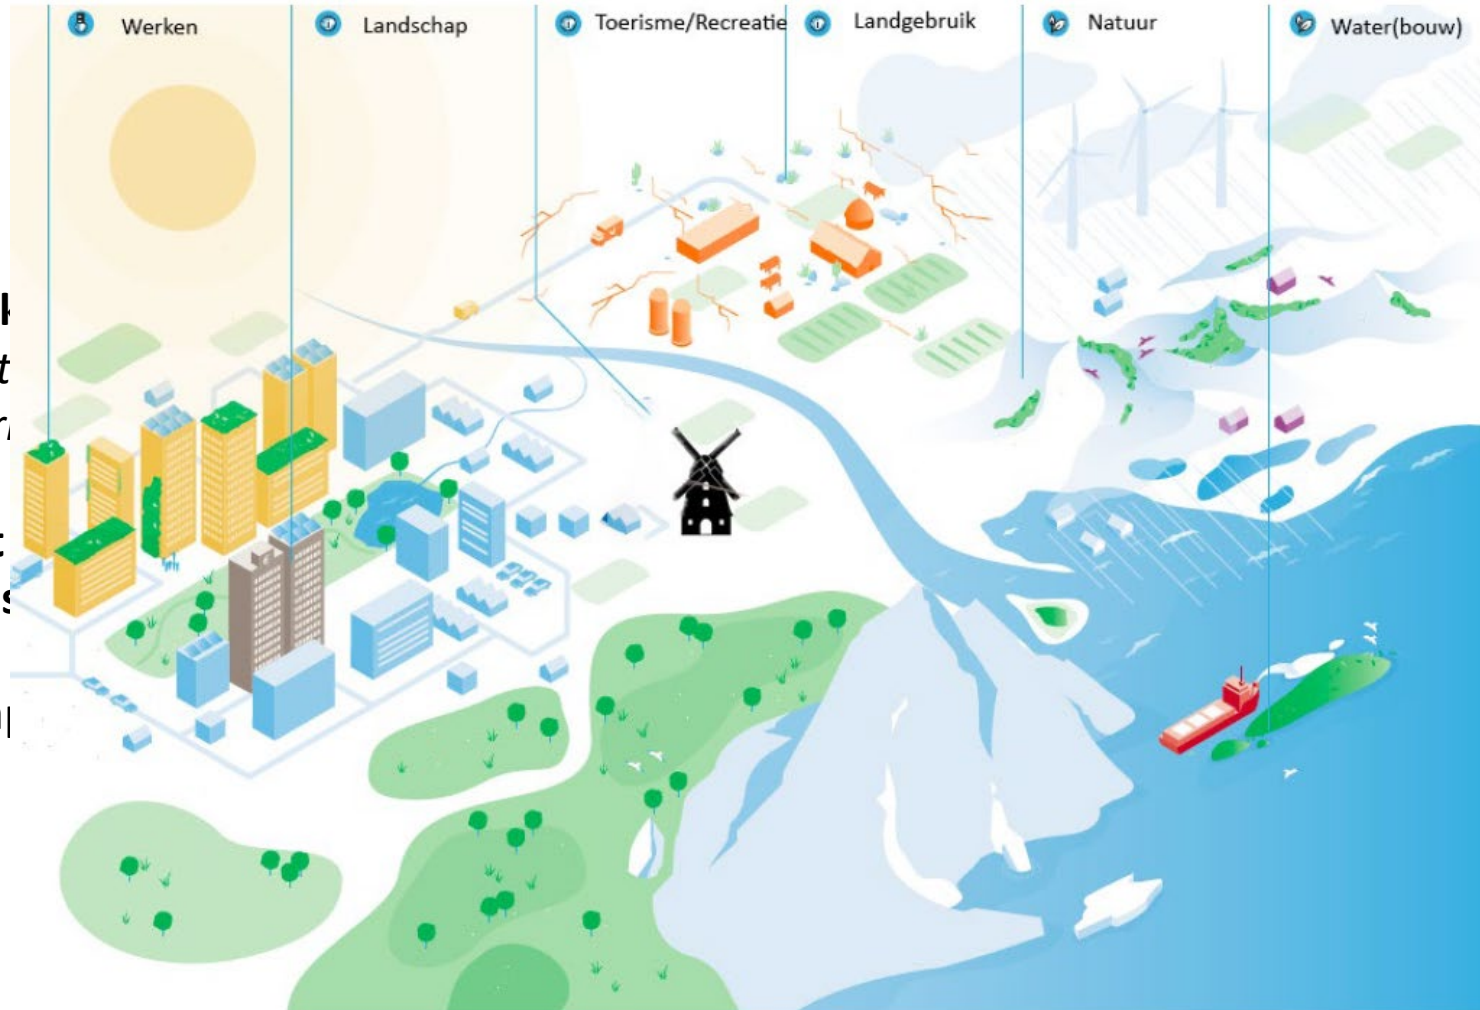 Werken
Landschap
Toerisme/Recreatie
Landgebruik
Natuur
Water(bouw)